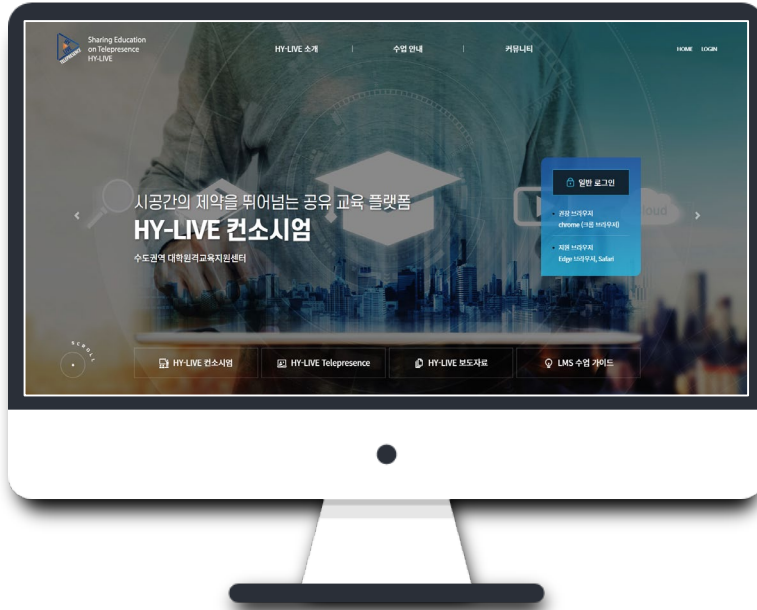 Sharing Education
on Telepresence
HY-LIVE
TELEPRESENCE
HY-LIVE 소개
수업 안내
커뮤니티
HOME
LOGIN
시공간의 제약을 뛰어넘는 공유 교육 플랫폼
HY-LIVE 컨소시엄
수도권역 대학원격교육지원센터
일반 로그인
권장 브라우저
chrome (크롬 브라우저)
지원 브라우저
Edge 브라우저, Safari
loud
SCROLL
HY-LIVE 컨소시엄
HY-LIVE Telepresence
HY-LIVE 보도자료
LMS 수업 가이드